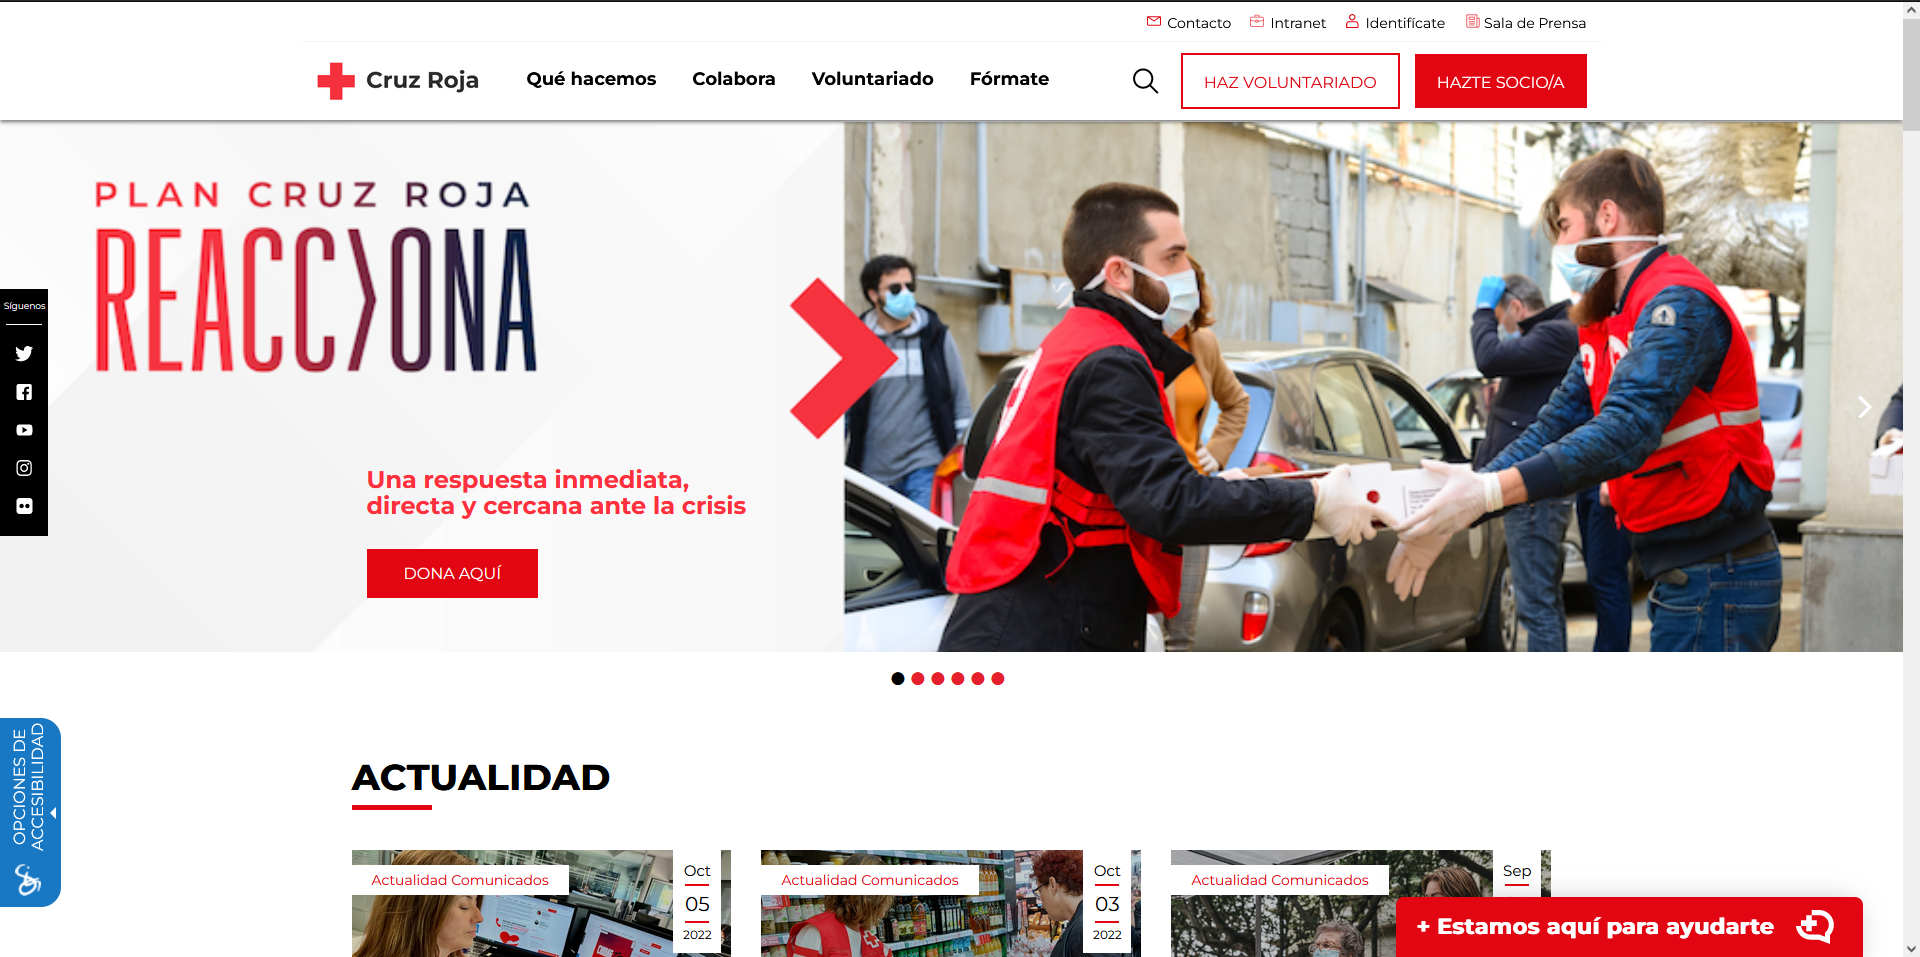 Contacto
Intranet
Identifícate
Sala de Prensa
Cruz Roja
Qué hacemos
Colabora
Voluntariado
Fórmate
HAZ VOLUNTARIADO
HAZTE SOCIO/A
PLAN CRUZ ROJA
REACCIONA
Síguenos
Una respuesta inmediata,
directa y cercana ante la crisis
DONA AQUÍ
OPCIONES DE
ACCESIBILIDAD
ACTUALIDAD
Actualidad Comunicados
Oct
05
2022
Actualidad Comunicados
Oct
03
2022
Actualidad Comunicados
Sep
+ Estamos aquí para ayudarte